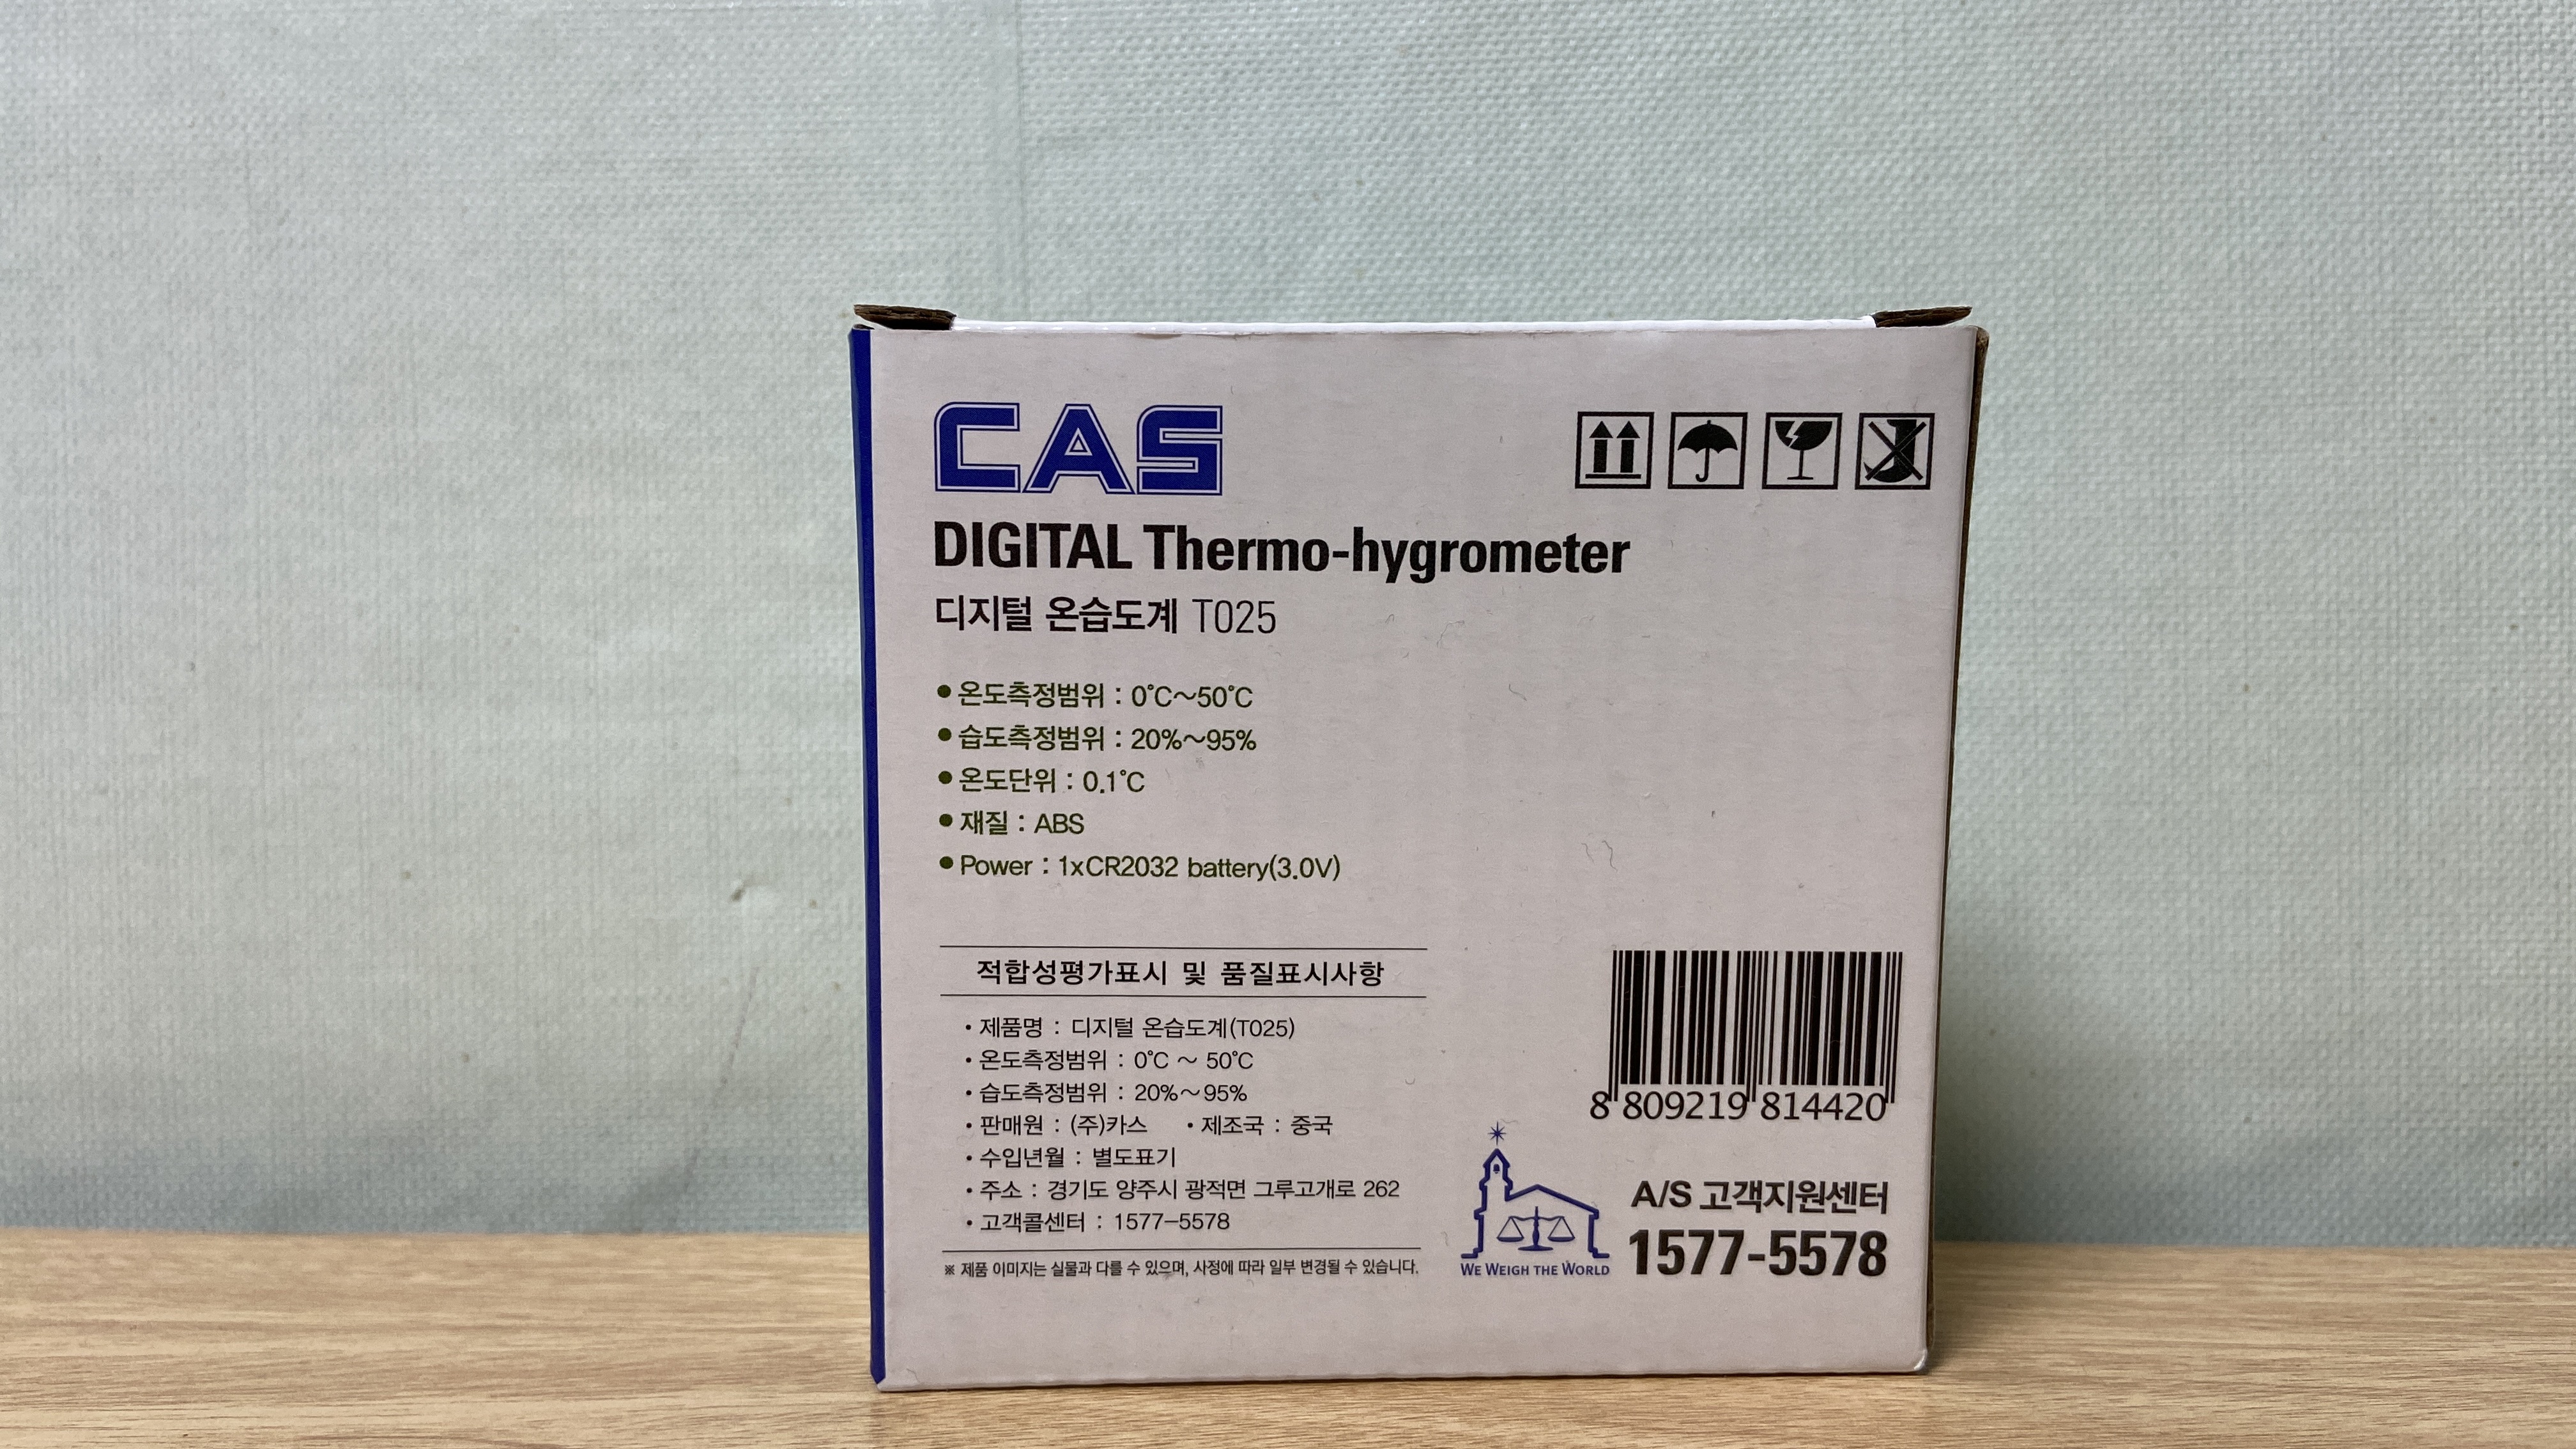 CAS
DIGITAL Thermo-hygrometer
디지털 온습도계 T025
● 온도측정범위 : 0℃~50℃
● 습도측정범위 : 20%~95%
● 온도단위 : 0.1℃
● 재질 : ABS
● Power : 1xCR2032 battery(3.0V)
적합성평가표시 및 품질표시사항
• 제품명 : 디지털 온습도계(T025)
• 온도측정범위 : 0℃ ~ 50℃
• 습도측정범위 : 20%~95%
• 판매원 : (주)카스 • 제조국 : 중국
• 수입년월 : 별도표기
• 주소 : 경기도 양주시 광적면 그루고개로 262
• 고객콜센터 : 1577-5578
※ 제품 이미지는 실물과 다를 수 있으며, 사정에 따라 일부 변경될 수 있습니다.
8 809219 814420
WE WEIGH THE WORLD
A/S 고객지원센터
1577-5578